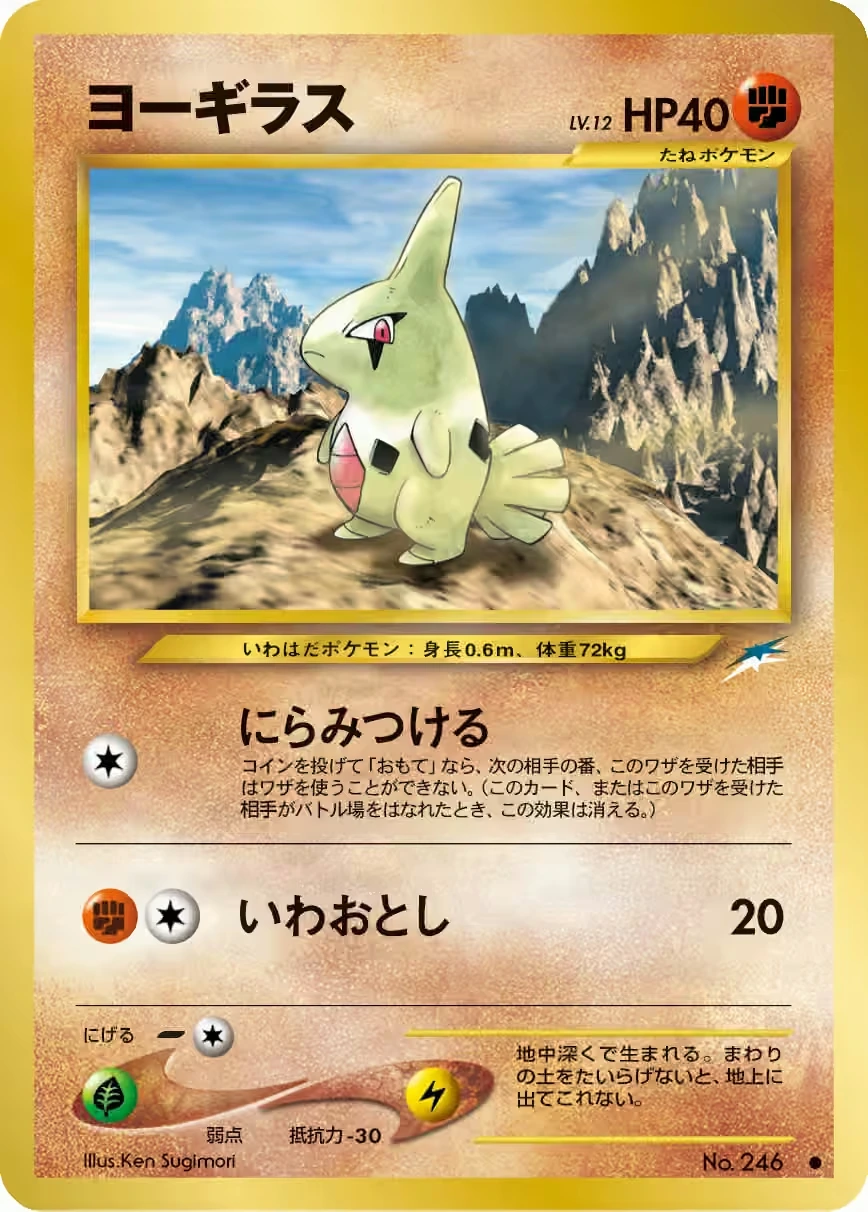 ヨーギラス
LV.12 HP40
たねポケモン
いわはだポケモン：身長0.6m、体重72kg
にらみつける
コインを投げて「おもて」なら、次の相手の番、このワザを受けた相手
はワザを使うことができない。（このカード、またはこのワザを受けた
相手がバトル場をはなれたとき、この効果は消える。）
いわおとし 20
にげる
地中深くで生まれる。まわり
の土をたいらげないと、地上に
出てこれない。
弱点 抵抗力-30
Illus.Ken Sugimori No. 246